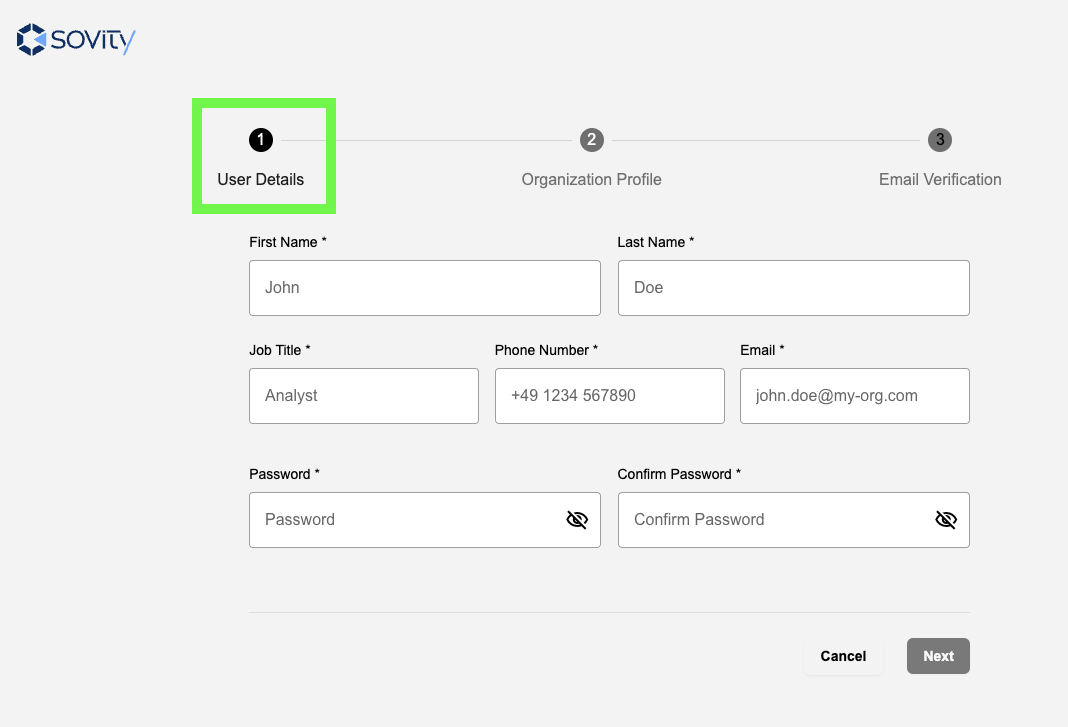 sovity
1 2 3
User Details Organization Profile Email Verification
First Name * Last Name *
John Doe
Job Title * Phone Number * Email *
Analyst +49 1234 567890 john.doe@my-org.com
Password * Confirm Password *
Password Confirm Password
Cancel Next